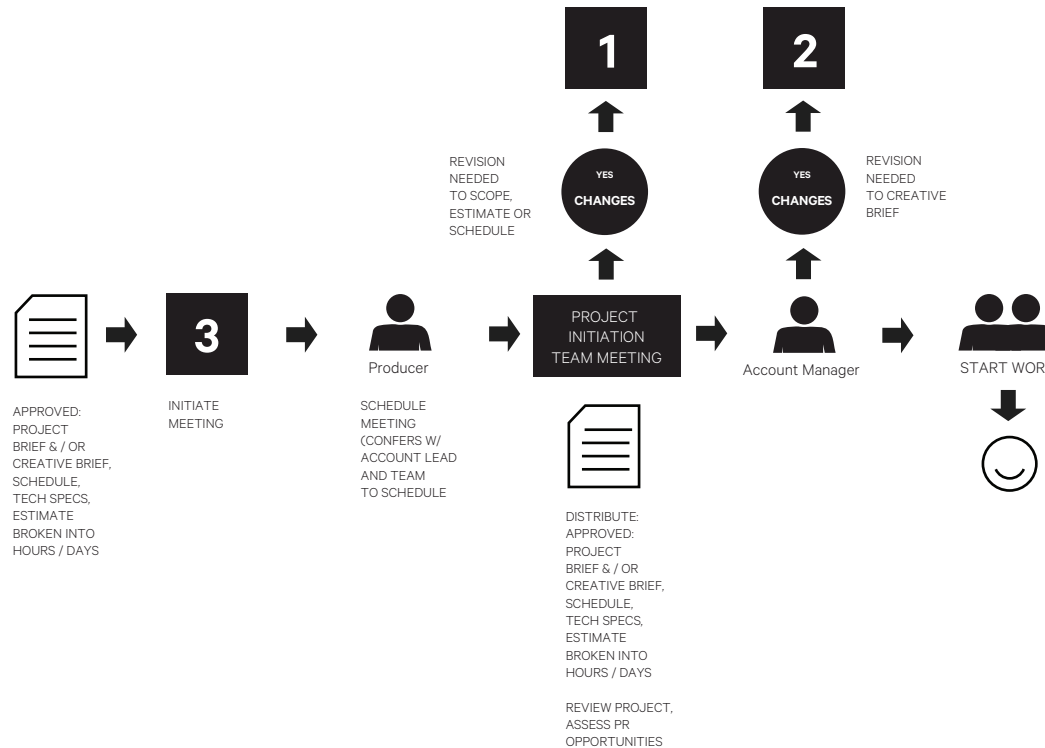 1
2
REVISION
NEEDED
TO SCOPE,
ESTIMATE OR
SCHEDULE
YES
CHANGES
YES
CHANGES
REVISION
NEEDED
TO CREATIVE
BRIEF
3
INITIATE
MEETING
Producer
PROJECT
INITIATION
TEAM MEETING
Account Manager
START WOR
APPROVED:
PROJECT
BRIEF & / OR
CREATIVE BRIEF,
SCHEDULE,
TECH SPECS,
ESTIMATE
BROKEN INTO
HOURS / DAYS
SCHEDULE
MEETING
(CONFERS W/
ACCOUNT LEAD
AND TEAM
TO SCHEDULE
DISTRIBUTE:
APPROVED:
PROJECT
BRIEF & / OR
CREATIVE BRIEF,
SCHEDULE,
TECH SPECS,
ESTIMATE
BROKEN INTO
HOURS / DAYS
REVIEW PROJECT,
ASSESS PR
OPPORTUNITIES